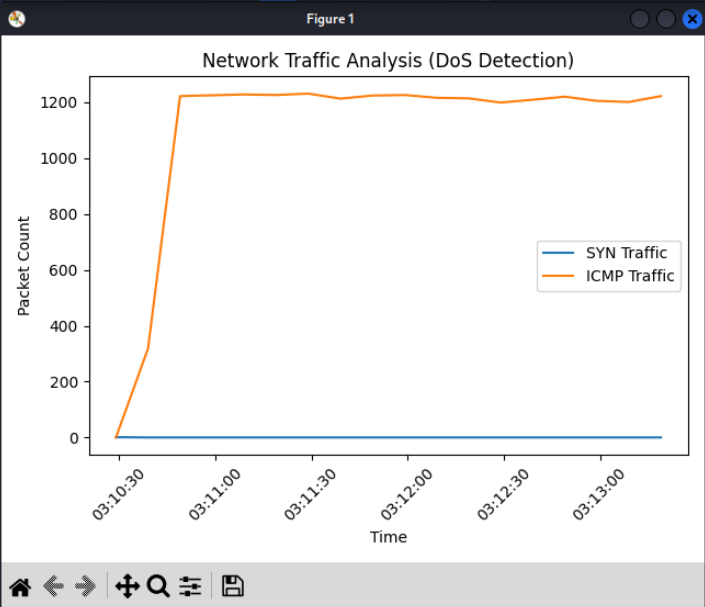 Figure 1
Network Traffic Analysis (DoS Detection)
1200
1000
800
600
400
200
0
Packet Count
SYN Traffic
ICMP Traffic
03:10:30
03:11:00
03:11:30
03:12:00
03:12:30
03:13:00
Time